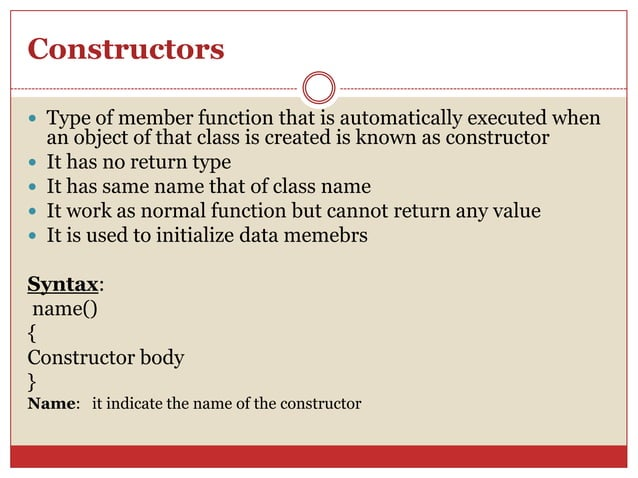 Constructors
• Type of member function that is automatically executed when
an object of that class is created is known as constructor
• It has no return type
• It has same name that of class name
• It work as normal function but cannot return any value
• It is used to initialize data memebrs
Syntax:
name()
{
Constructor body
}
Name: it indicate the name of the constructor